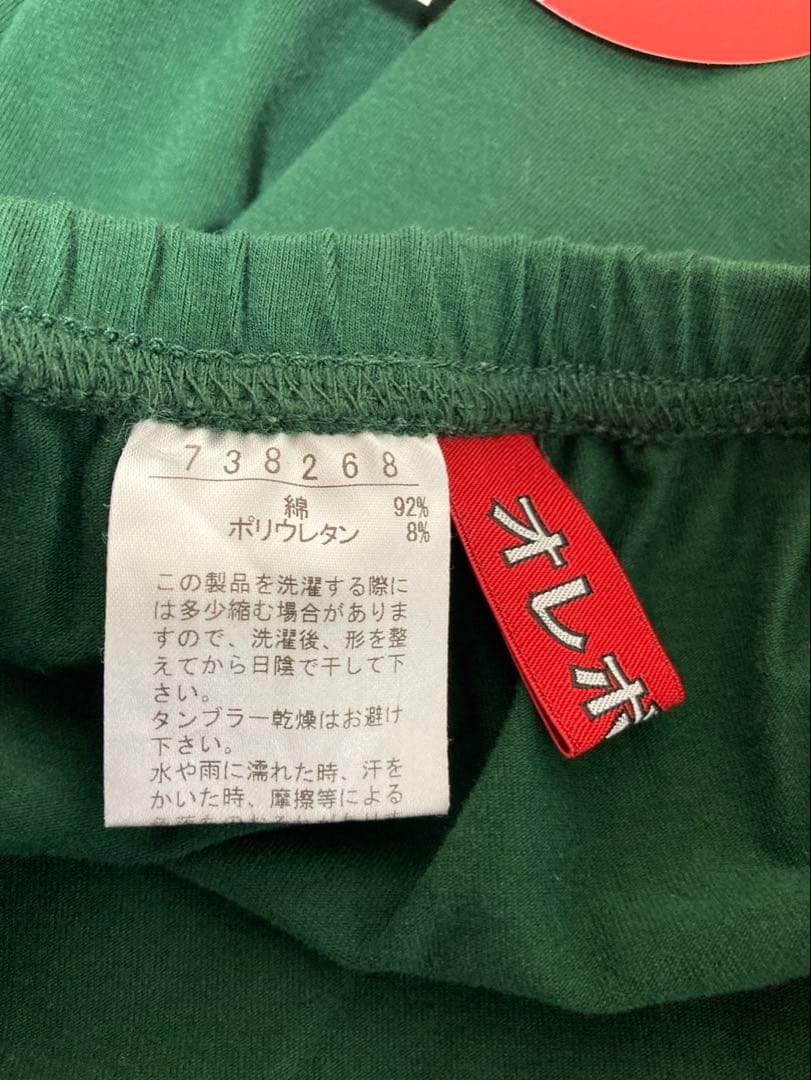 738268
綿 92%
ポリウレタン 8%
この製品を洗濯する際に
は多少縮む場合がありま
すので、洗濯後、形を整
えてから日陰で干して下
さい。
タンブラー乾燥はお避け
下さい。
水や雨に濡れた時、汗を
かいた時、摩擦等による
オレボ